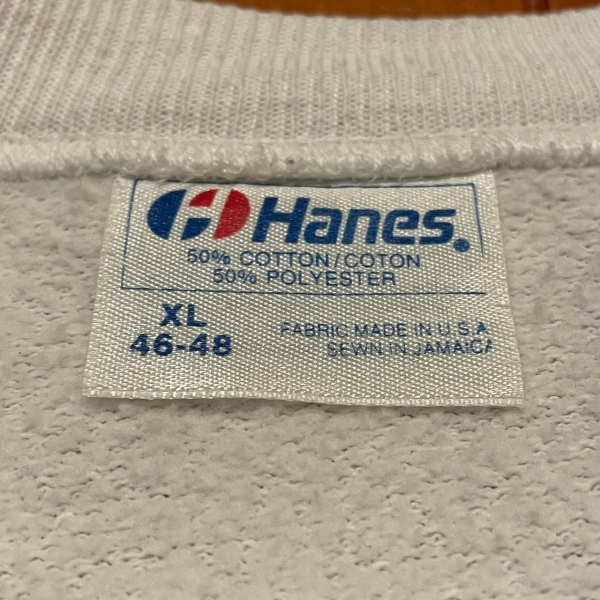 Hanes®
50% COTTON/COTON
50% POLYESTER
XL
46-48
FABRIC MADE IN U.S.A
SEWN IN JAMAICA